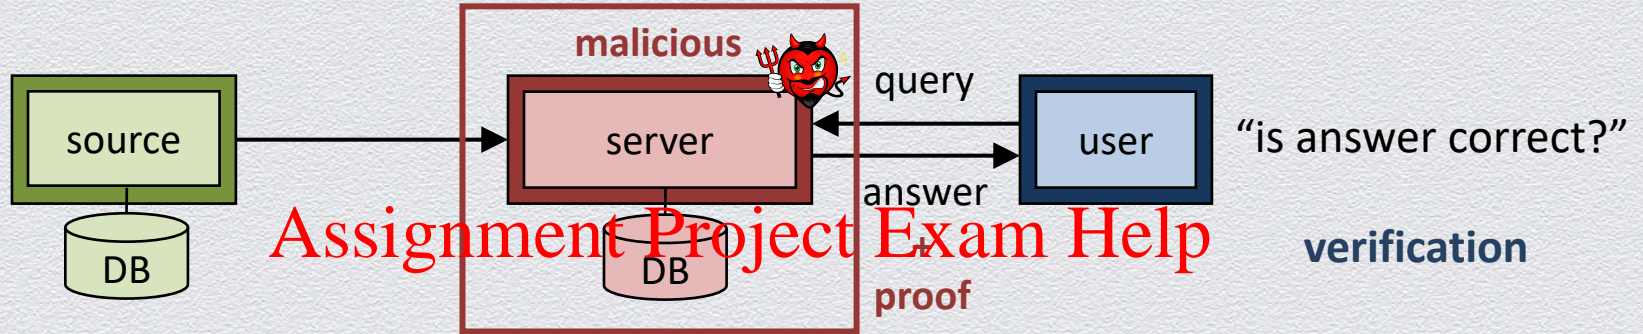 malicious
query
source
server
user
“is answer correct?”
answer
Assignment Project Exam Help
+
verification
DB
DB
proof